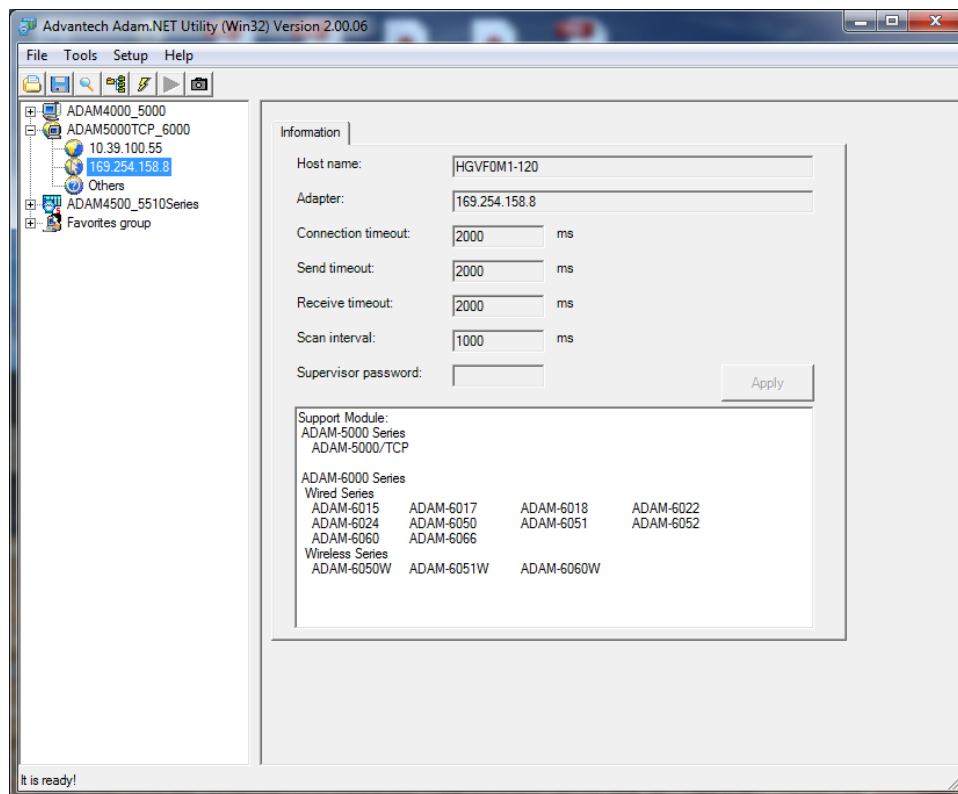 Advantech Adam.NET Utility (Win32) Version 2.00.06
File Tools Setup Help
ADAM4000_5000
ADAM5000TCP_6000
10.39.100.55
169.254.158.8
Others
ADAM4500_5510Series
Favorites group
Information
Host name: HGVF0M1-120
Adapter: 169.254.158.8
Connection timeout: 2000 ms
Send timeout: 2000 ms
Receive timeout: 2000 ms
Scan interval: 1000 ms
Supervisor password:
Apply
Support Module:
ADAM-5000 Series
ADAM-5000/TCP
ADAM-6000 Series
Wired Series
ADAM-6015 ADAM-6017 ADAM-6018 ADAM-6022
ADAM-6024 ADAM-6050 ADAM-6051 ADAM-6052
ADAM-6060 ADAM-6066
Wireless Series
ADAM-6050W ADAM-6051W ADAM-6060W
It is ready!